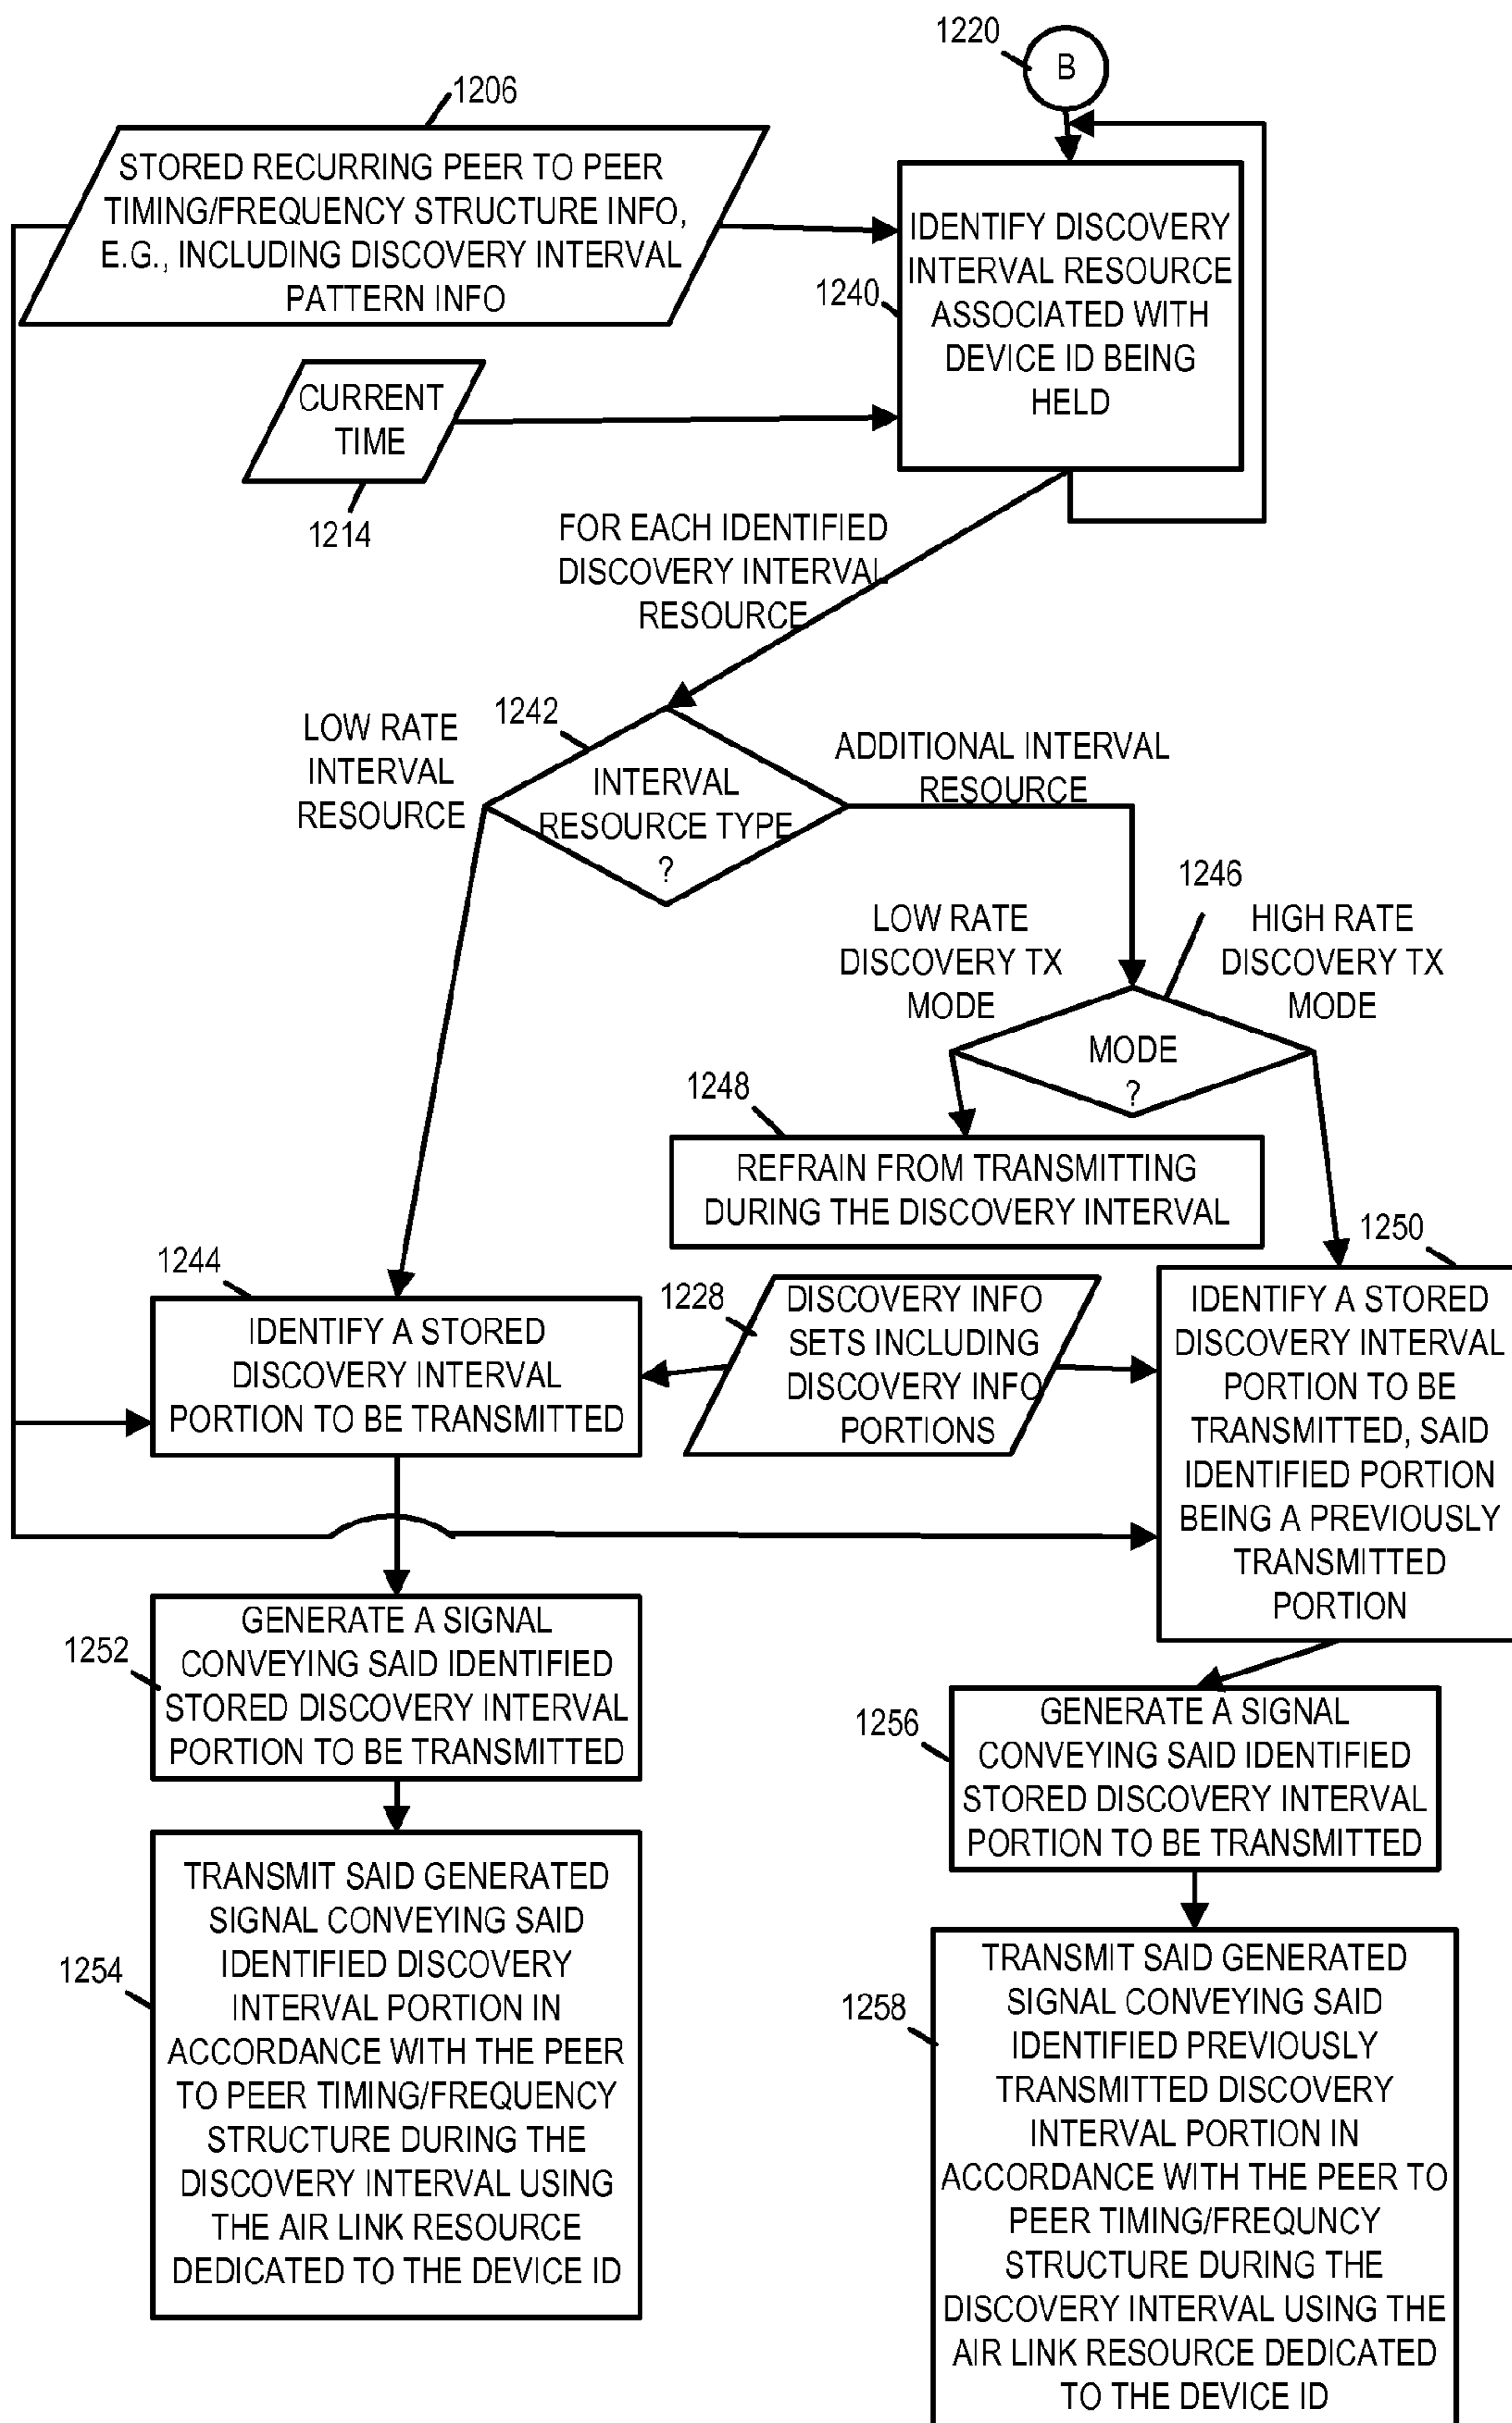 1220
B
1206
STORED RECURRING PEER TO PEER
TIMING/FREQUENCY STRUCTURE INFO,
E.G., INCLUDING DISCOVERY INTERVAL
PATTERN INFO
IDENTIFY DISCOVERY
INTERVAL RESOURCE
ASSOCIATED WITH
DEVICE ID BEING
HELD
1240
CURRENT
TIME
1214
FOR EACH IDENTIFIED
DISCOVERY INTERVAL
RESOURCE
LOW RATE
INTERVAL
RESOURCE
1242
INTERVAL
RESOURCE TYPE
?
ADDITIONAL INTERVAL
RESOURCE
1246
LOW RATE
DISCOVERY TX
MODE
HIGH RATE
DISCOVERY TX
MODE
MODE
?
1248
REFRAIN FROM TRANSMITTING
DURING THE DISCOVERY INTERVAL
1244
IDENTIFY A STORED
DISCOVERY INTERVAL
PORTION TO BE TRANSMITTED
1228
DISCOVERY INFO
SETS INCLUDING
DISCOVERY INFO
PORTIONS
1250
IDENTIFY A STORED
DISCOVERY INTERVAL
PORTION TO BE
TRANSMITTED, SAID
IDENTIFIED PORTION
BEING A PREVIOUSLY
TRANSMITTED
PORTION
1252
GENERATE A SIGNAL
CONVEYING SAID IDENTIFIED
STORED DISCOVERY INTERVAL
PORTION TO BE TRANSMITTED
1256
GENERATE A SIGNAL
CONVEYING SAID IDENTIFIED
STORED DISCOVERY INTERVAL
PORTION TO BE TRANSMITTED
1254
TRANSMIT SAID GENERATED
SIGNAL CONVEYING SAID
IDENTIFIED DISCOVERY
INTERVAL PORTION IN
ACCORDANCE WITH THE PEER
TO PEER TIMING/FREQUENCY
STRUCTURE DURING THE
DISCOVERY INTERVAL USING
THE AIR LINK RESOURCE
DEDICATED TO THE DEVICE ID
1258
TRANSMIT SAID GENERATED
SIGNAL CONVEYING SAID
IDENTIFIED PREVIOUSLY
TRANSMITTED DISCOVERY
INTERVAL PORTION IN
ACCORDANCE WITH THE PEER TO
PEER TIMING/FREQUNCY
STRUCTURE DURING THE
DISCOVERY INTERVAL USING THE
AIR LINK RESOURCE DEDICATED
TO THE DEVICE ID